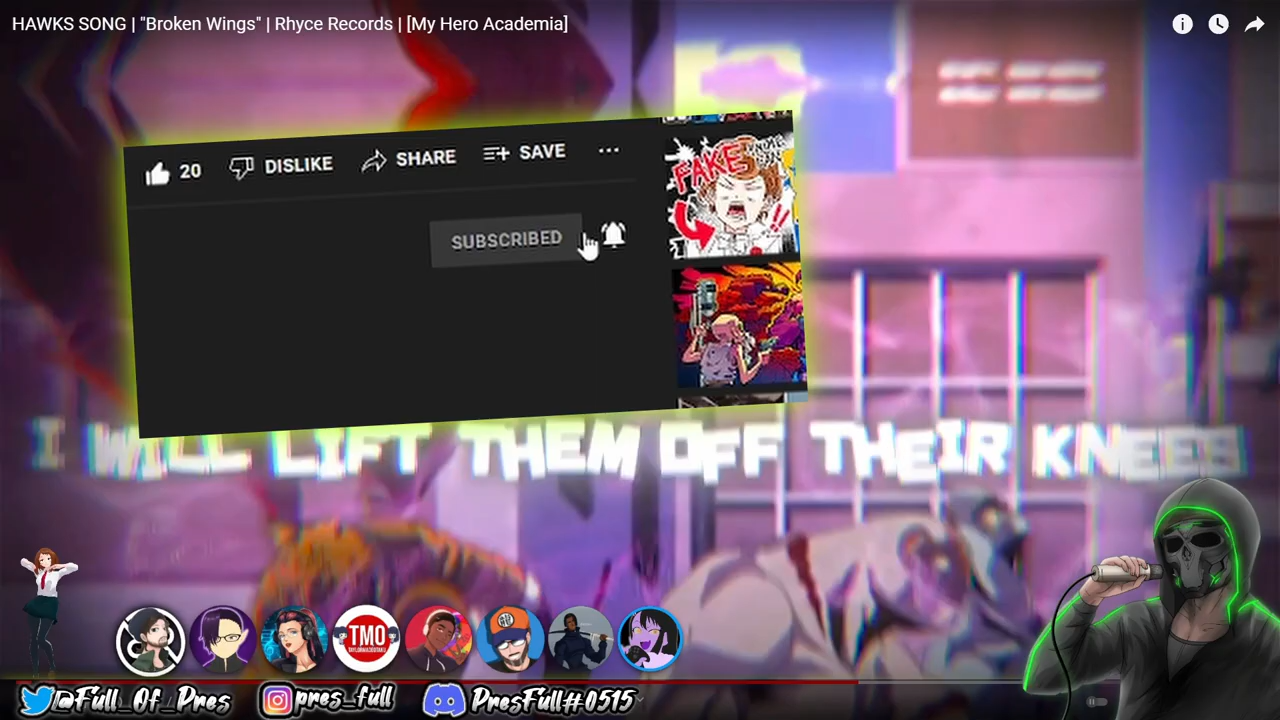 HAWKS SONG | "Broken Wings" | Rhyce Records | [My Hero Academia]
20 DISLIKE SHARE SAVE
FAKE
SUBSCRIBED
I WILL LIFT THEM OFF THEIR KNEES
TMO
@Full_Of_Pres pres_full PresFull#0515